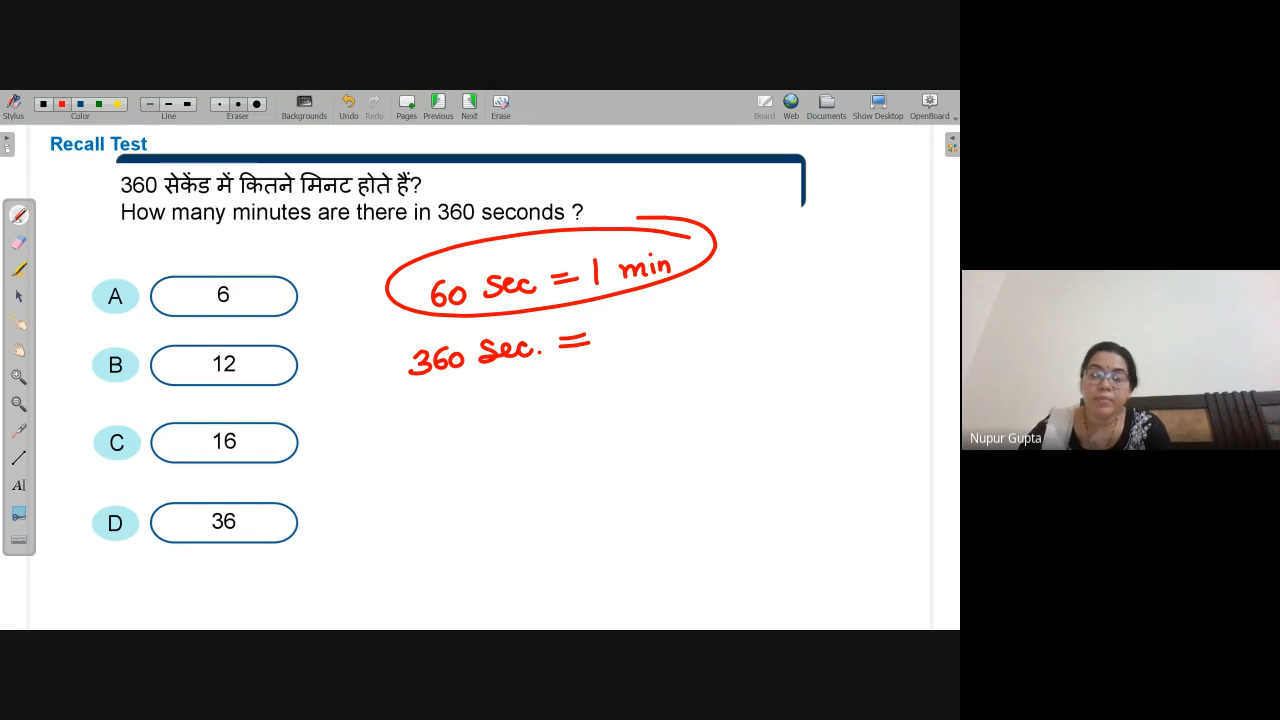 Stylus
Color
Line
Eraser
Backgrounds
Undo
Redo
Pages
Previous
Next
Erase
Board
Web
Documents
Show Desktop
OpenBoard
Recall Test
360 सेकेंड में कितने मिनट होते हैं?
How many minutes are there in 360 seconds ?
60 sec = 1 min
360 sec. =
A 6
B 12
C 16
D 36
AI
Nupur Gupta